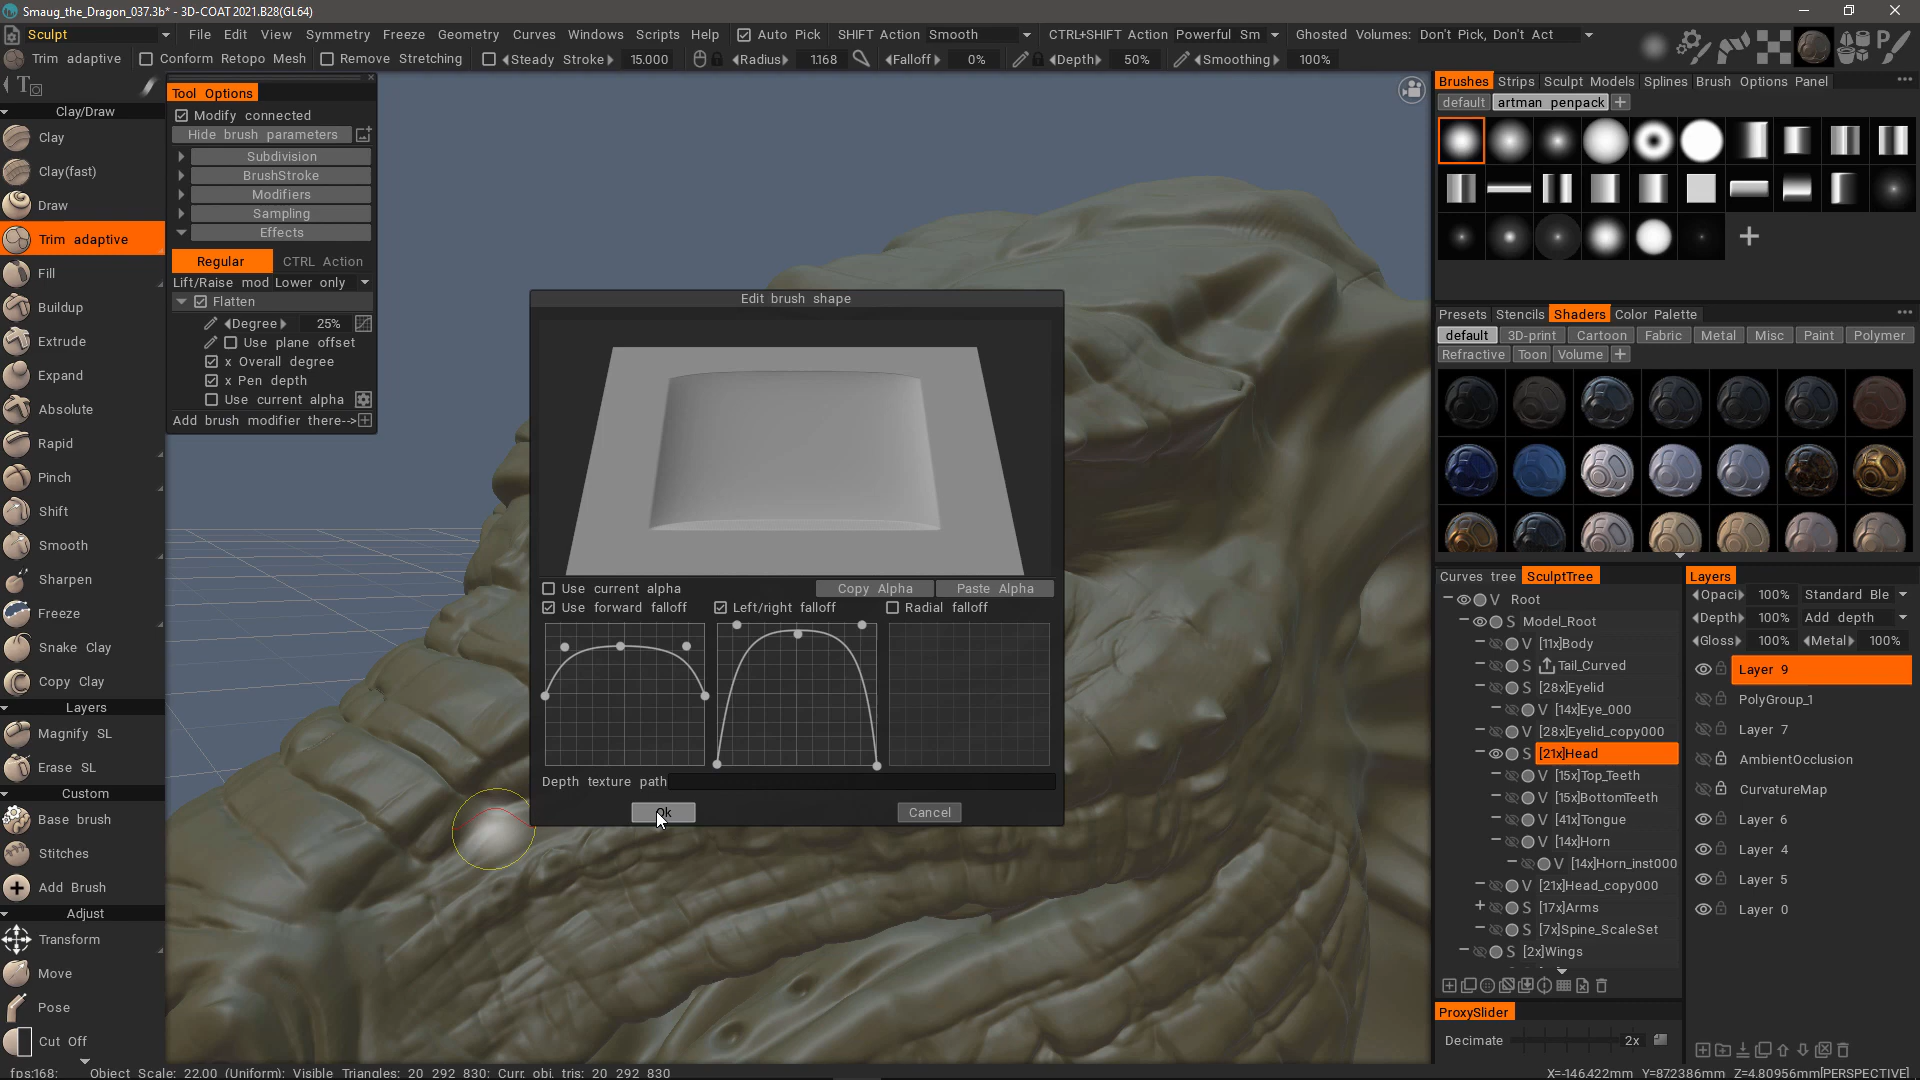 Smaug_the_Dragon_037.3b* - 3D-COAT 2021.B28(GL64)
Sculpt File Edit View Symmetry Freeze Geometry Curves Windows Scripts Help Auto Pick SHIFT Action Smooth CTRL+SHIFT Action Powerful Sm Ghosted Volumes: Don't Pick, Don't Act
Trim adaptive Conform Retopo Mesh Remove Stretching Steady Stroke 15.000 Radius 1.168 Falloff 0% Depth 50% Smoothing 100%
Clay/Draw
Clay
Clay(fast)
Draw
Trim adaptive
Fill
Buildup
Extrude
Expand
Absolute
Rapid
Pinch
Shift
Smooth
Sharpen
Freeze
Snake Clay
Copy Clay
Layers
Magnify SL
Erase SL
Custom
Base brush
Stitches
Add Brush
Adjust
Transform
Move
Pose
Cut Off
Tool Options
Modify connected
Hide brush parameters
Subdivision
BrushStroke
Modifiers
Sampling
Effects
Regular CTRL Action
Lift/Raise mod Lower only
Flatten
Degree 25%
Use plane offset
x Overall degree
x Pen depth
Use current alpha
Add brush modifier there-->
Edit brush shape
Use current alpha Copy Alpha Paste Alpha
Use forward falloff Left/right falloff Radial falloff
Depth texture path
Ok Cancel
Brushes Strips Sculpt Models Splines Brush Options Panel
default artman penpack
Presets Stencils Shaders Color Palette
default 3D-print Cartoon Fabric Metal Misc Paint Polymer
Refractive Toon Volume
Curves tree SculptTree
V Root
S Model_Root
V [11x]Body
S Tail_Curved
S [28x]Eyelid
V [14x]Eye_000
V [28x]Eyelid_copy000
S [21x]Head
V [15x]Top_Teeth
V [15x]BottomTeeth
V [41x]Tongue
V [14x]Horn
V [14x]Horn_inst000
V [21x]Head_copy000
S [17x]Arms
S [7x]Spine_ScaleSet
S [2x]Wings
ProxySlider
Decimate 2x
Layers
Opaci 100% Standard Ble
Depth 100% Add depth
Gloss 100% Metal 100%
Layer 9
PolyGroup_1
Layer 7
AmbientOcclusion
CurvatureMap
Layer 6
Layer 4
Layer 5
Layer 0
fps:168; Object Scale: 22.00 (Uniform); Visible Triangles: 20 292 830; Curr. obj. tris: 20 292 830
X=-146.422mm Y=87.2386mm Z=4.80956mm[PERSPECTIVE]